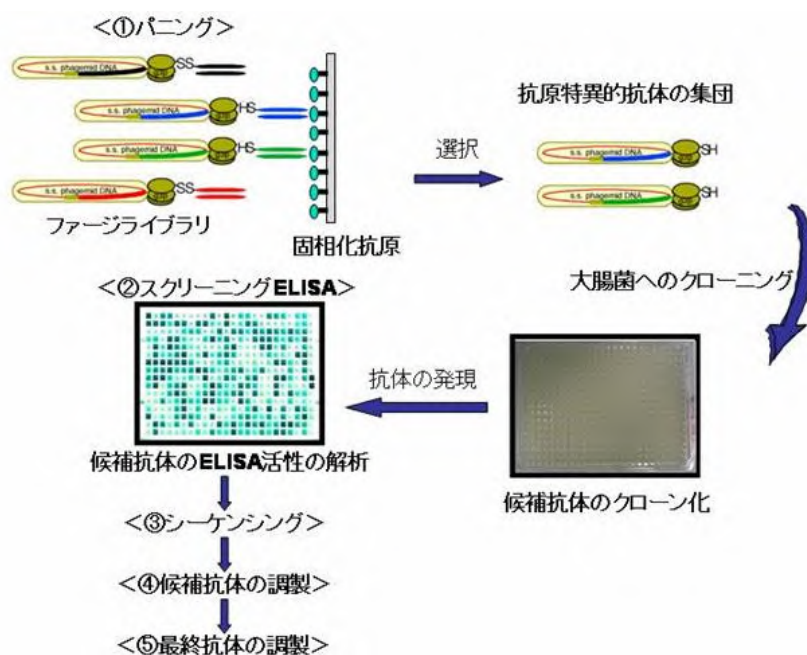 <①パニング>
s.s. phagemid DNA
SS
s.s. phagemid DNA
HS
s.s. phagemid DNA
HS
s.s. phagemid DNA
SS
ファージライブラリ
固相化抗原
選択
抗原特異的抗体の集団
s.s. phagemid DNA
SH
s.s. phagemid DNA
SH
大腸菌へのクローニング
候補抗体のクローン化
抗体の発現
<②スクリーニングELISA>
候補抗体のELISA活性の解析
<③シーケンシング>
<④候補抗体の調製>
<⑤最終抗体の調製>